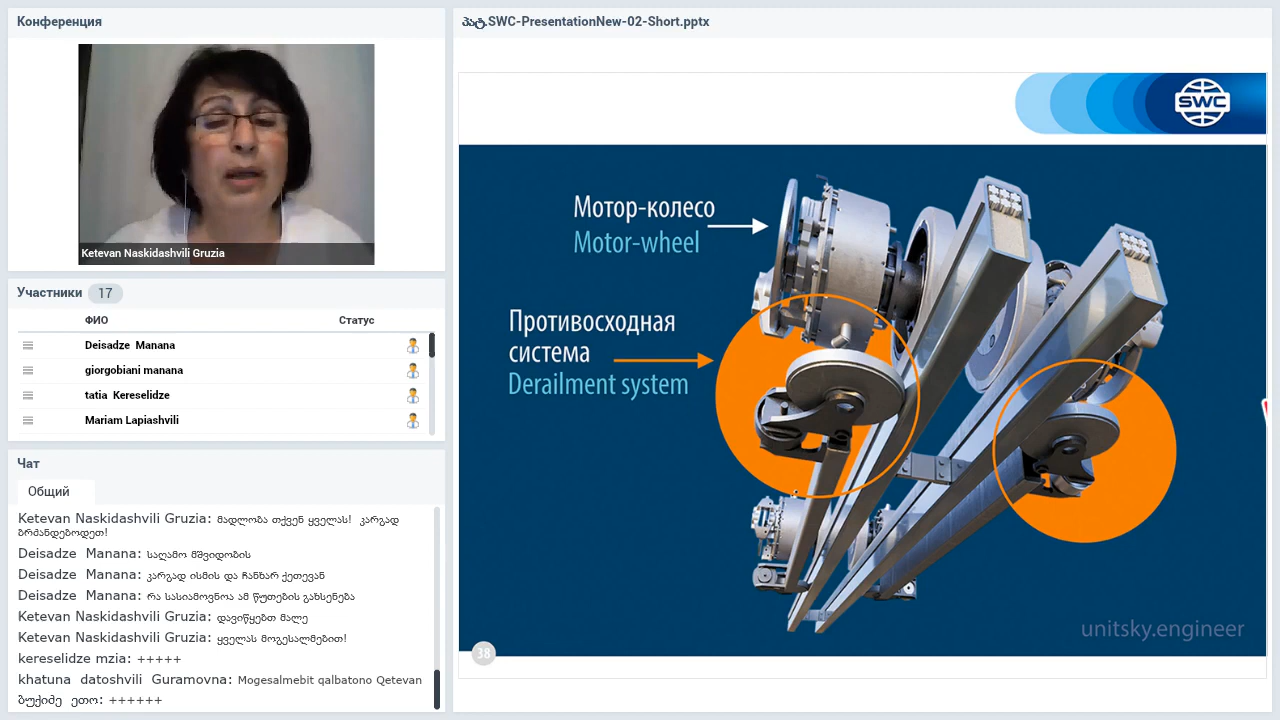 Конференция
Ketevan Naskidashvili Gruzia
Участники 17
ФИО Статус
Deisadze Manana
giorgobiani manana
tatia Kereselidze
Mariam Lapiashvili
Чат
Общий
Ketevan Naskidashvili Gruzia: მადლობა თქვენ ყველას! კარგად
ბრძანდებოდეთ!
Deisadze Manana: საღამო მშვიდობის
Deisadze Manana: კარგად ისმის და ჩანხარ ქეთევან
Deisadze Manana: რა სასიამოვნოა ამ წუთების გახსენება
Ketevan Naskidashvili Gruzia: დავიწყებთ მალე
Ketevan Naskidashvili Gruzia: ყველას მოგესალმებით!
kereselidze mzia: +++++
khatuna datoshvili Guramovna: Mogesalmebit qalbatono Qetevan
ბუქიძე ეთო: ++++++
პატ.SWC-PresentationNew-02-Short.pptx
SWC
Мотор-колесо
Motor-wheel
Противосходная
система
Derailment system
unitsky.engineer
38